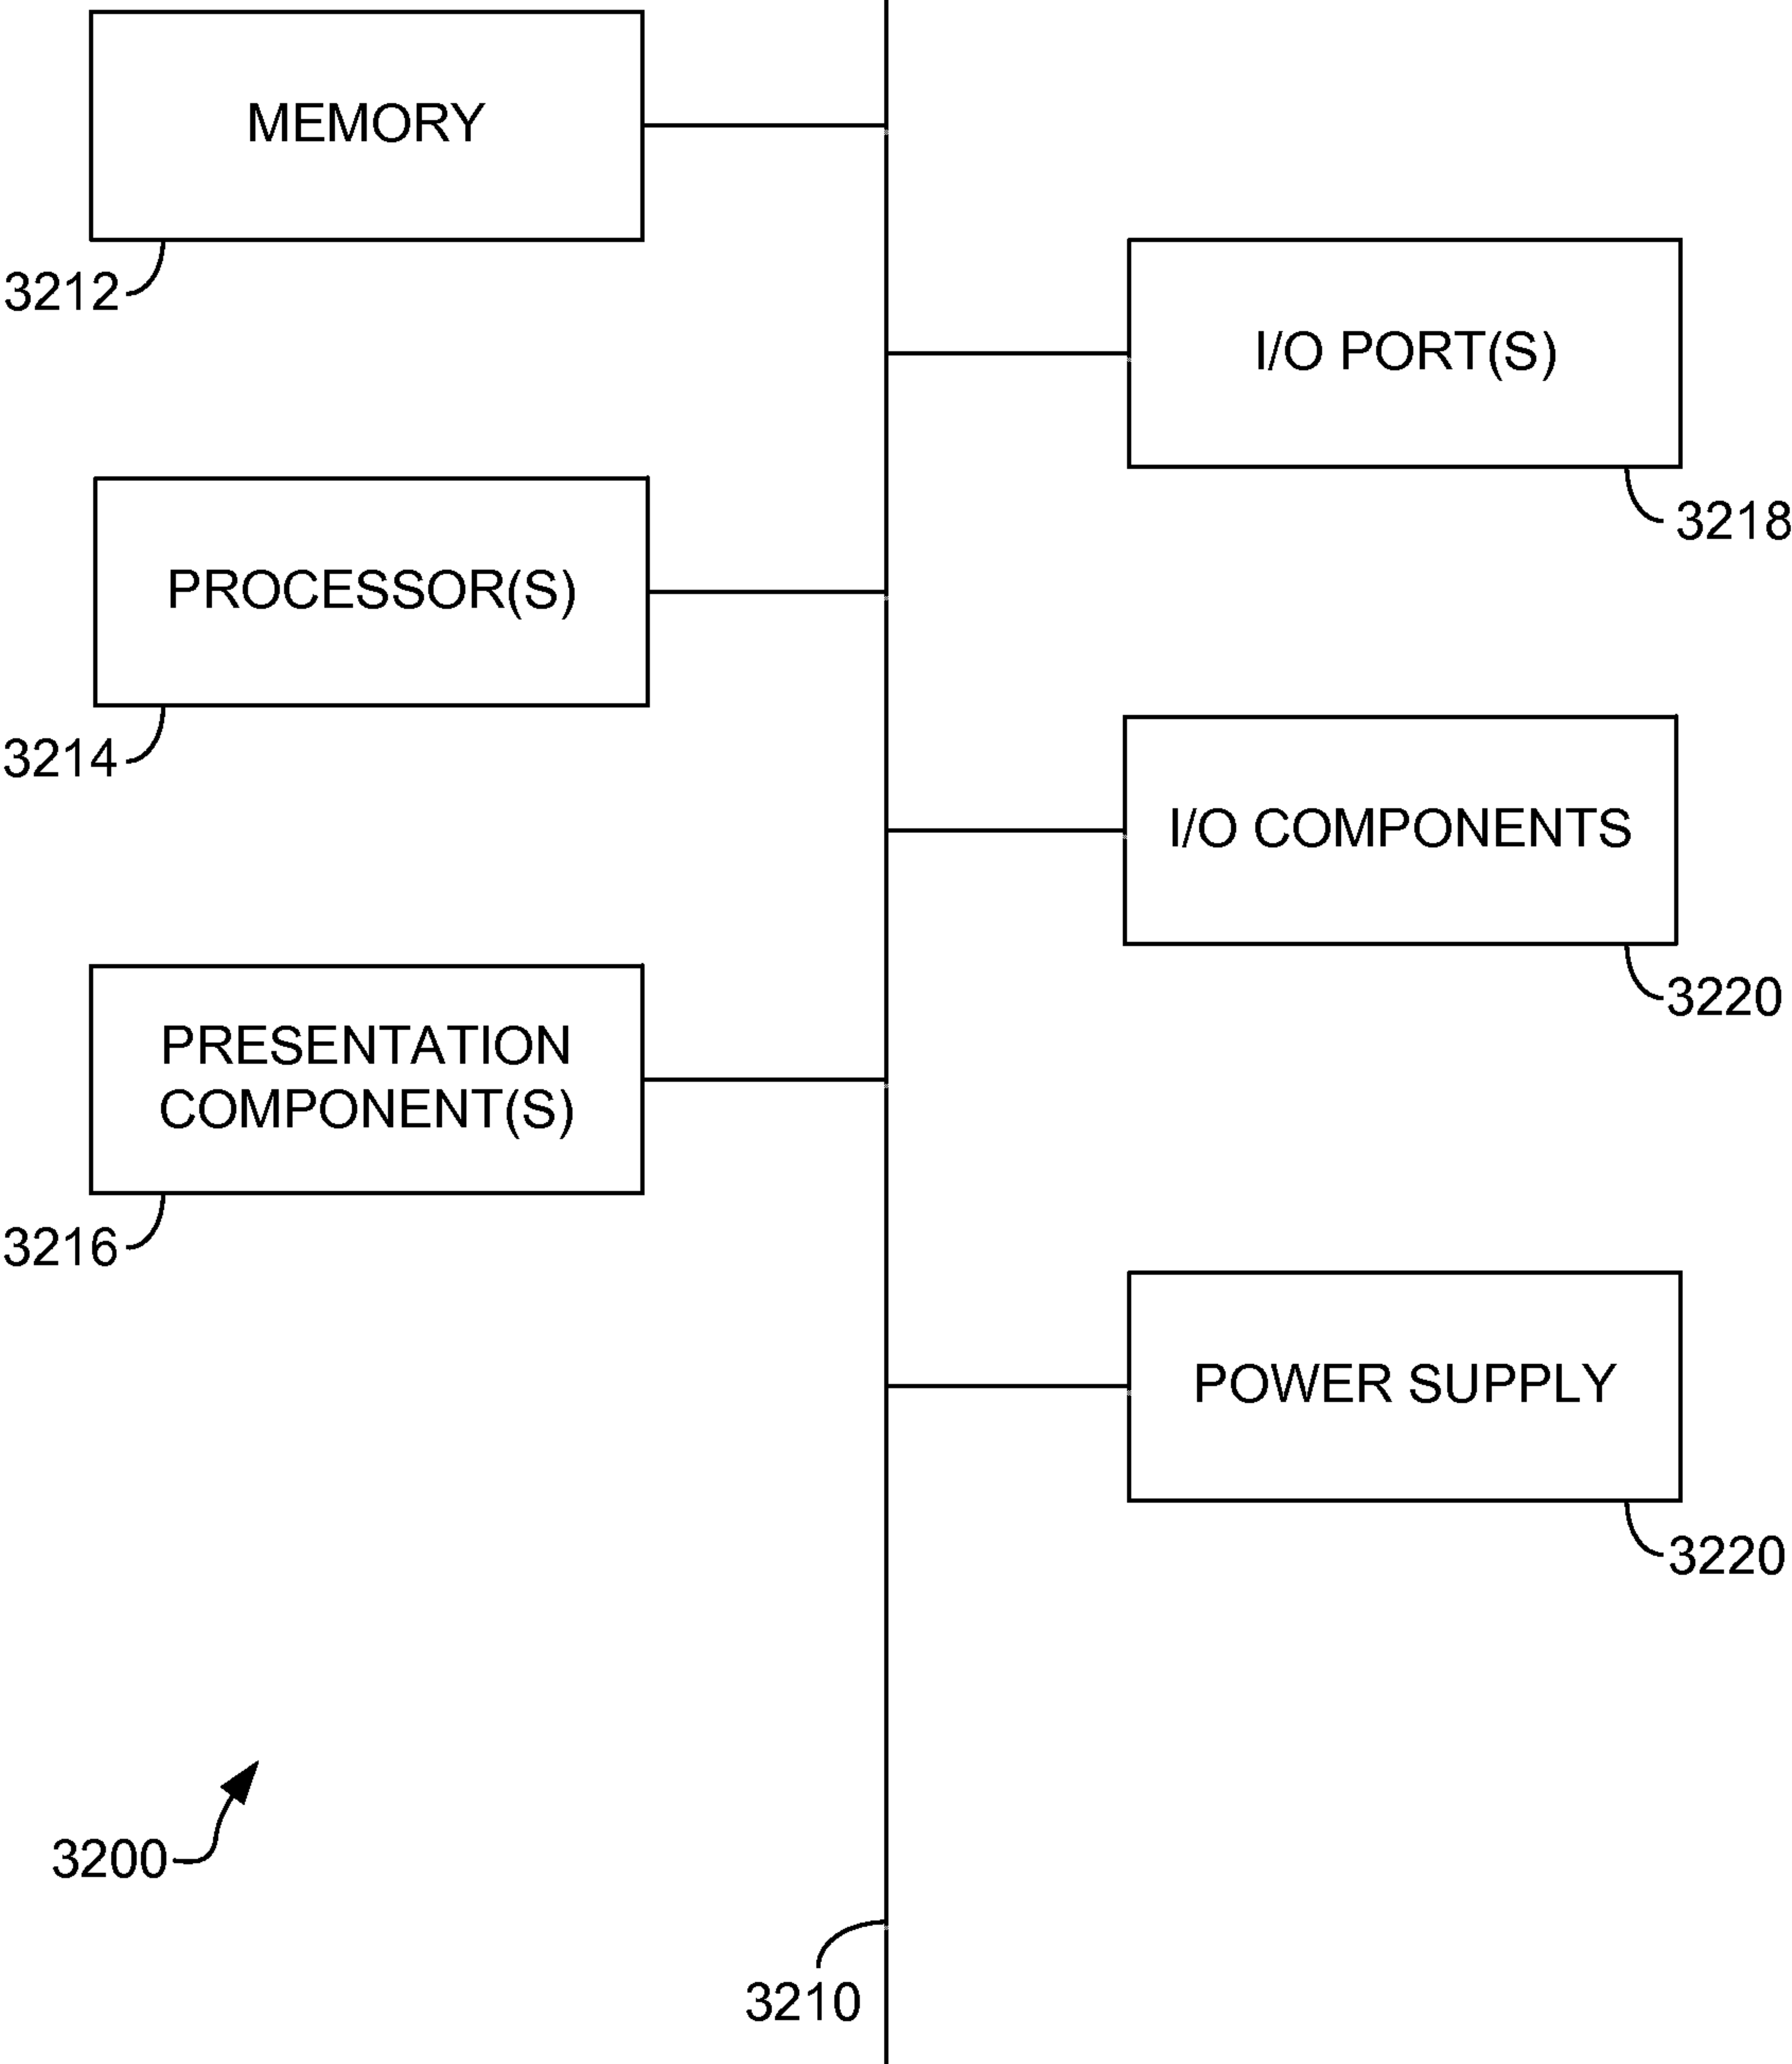 MEMORY
3212
I/O PORT(S)
3218
PROCESSOR(S)
3214
I/O COMPONENTS
3220
PRESENTATION
COMPONENT(S)
3216
POWER SUPPLY
3220
3200
3210